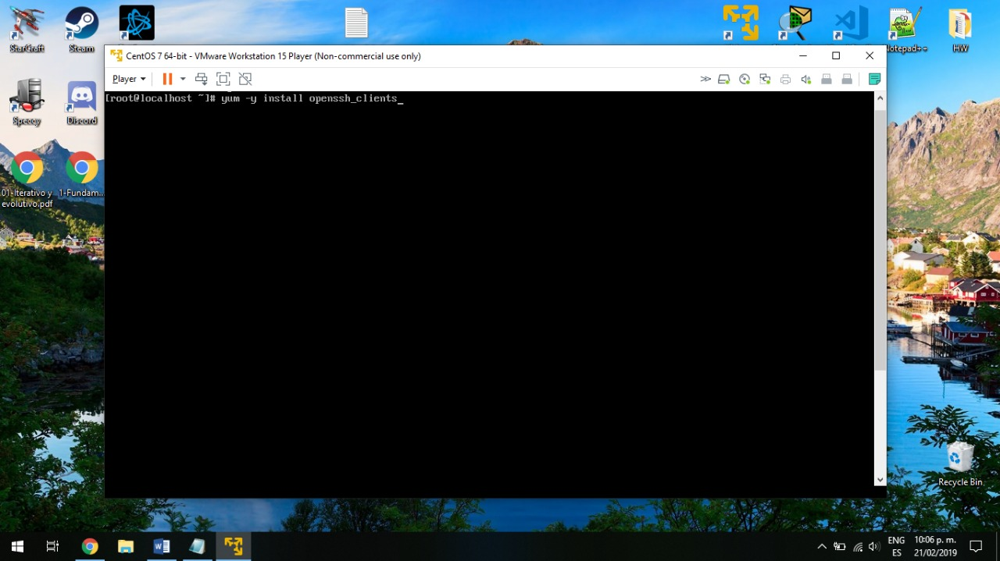 StarCraft
Steam
Notepad++
HW
CentOS 7 64-bit - VMware Workstation 15 Player (Non-commercial use only)
Player
[root@localhost ~]# yum -y install openssh_clients_
Speccy
Discord
01-Iterativo y evolutivo.pdf
1-Fundam...
Recycle Bin
ENG
ES
10:06 p. m.
21/02/2019